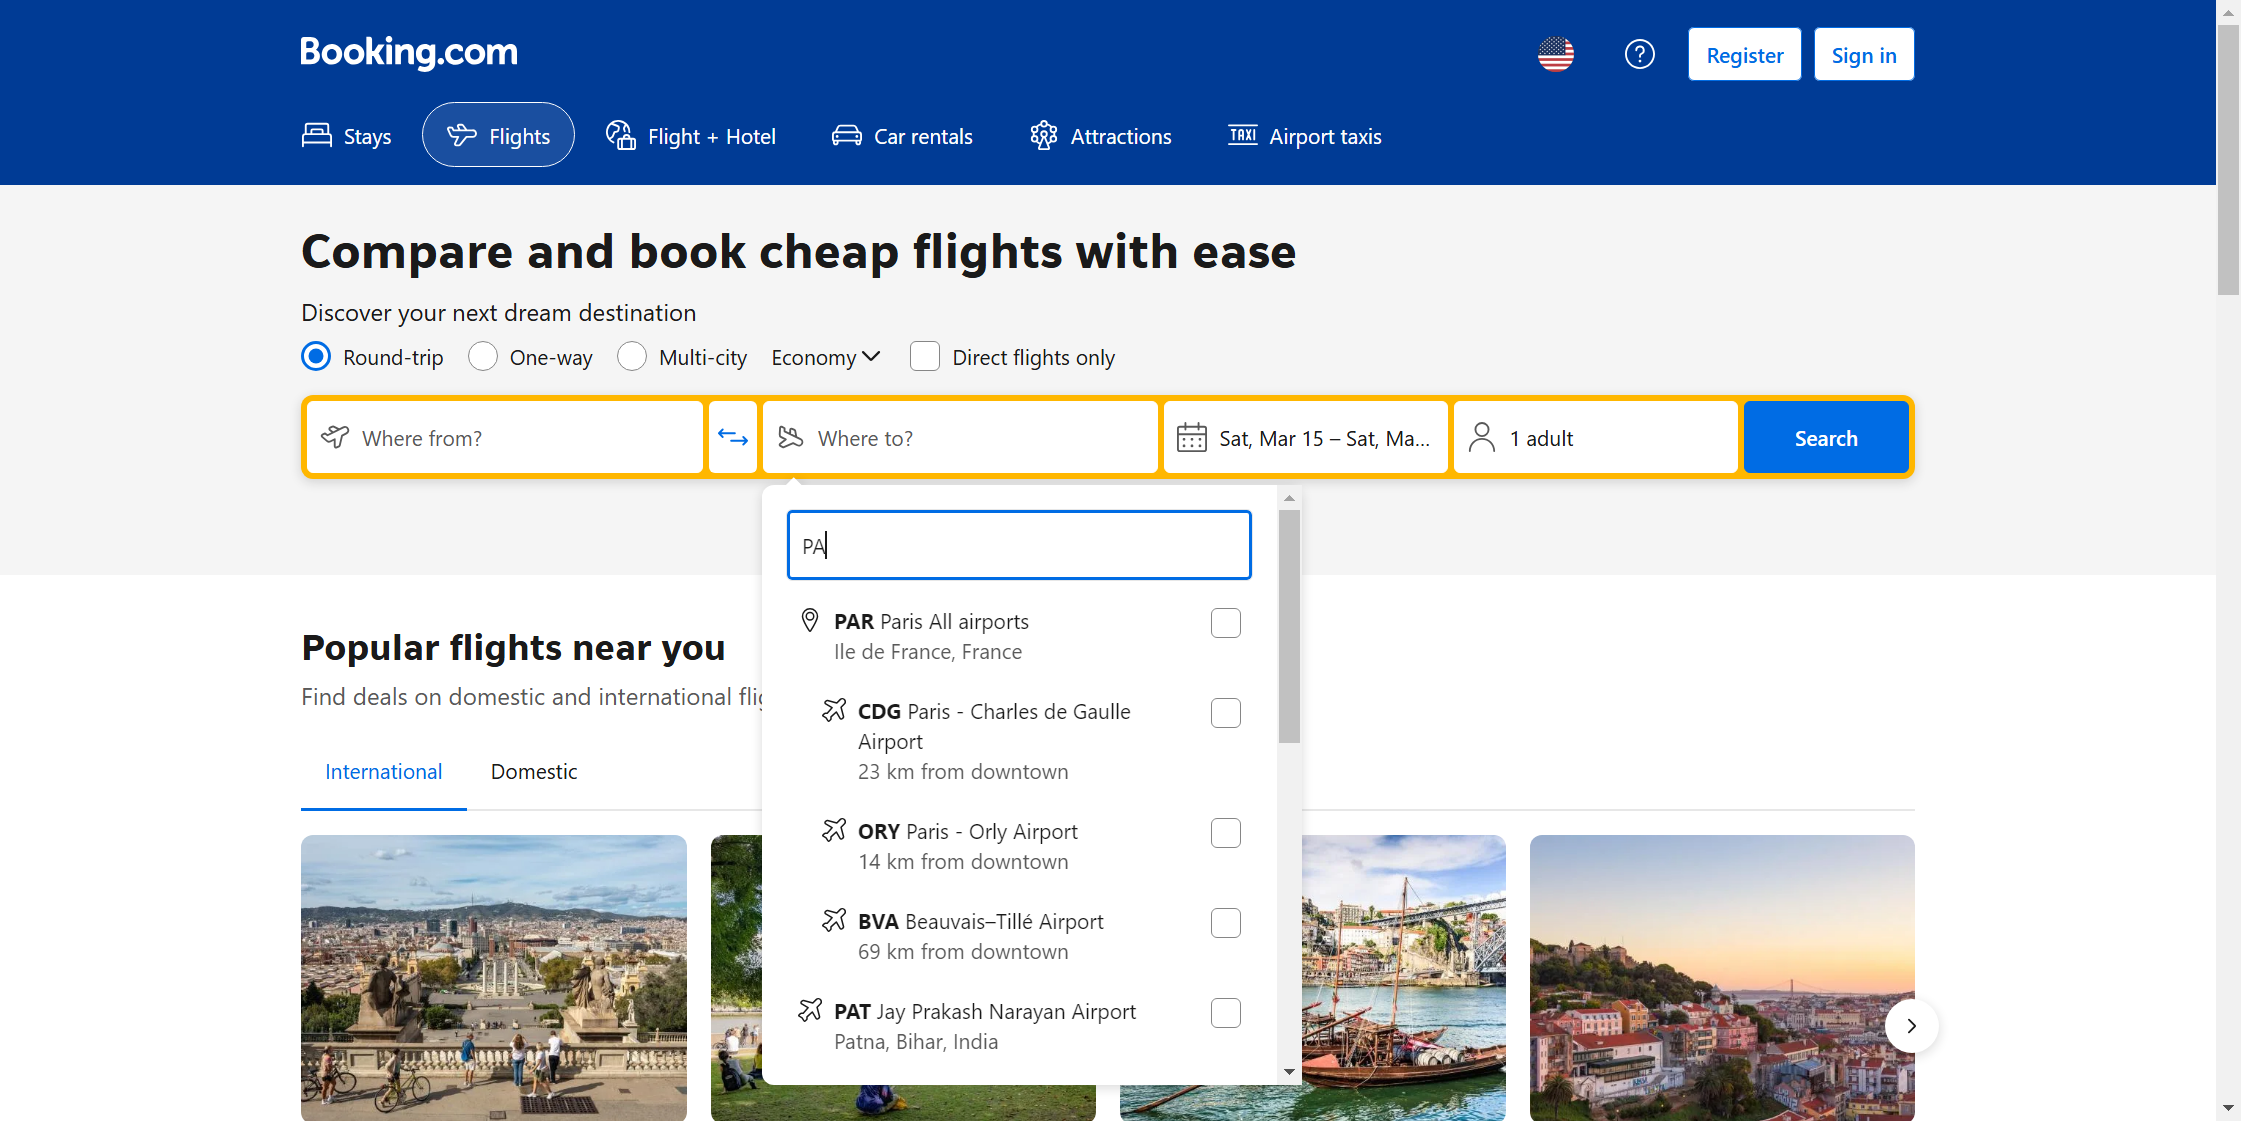 Booking.com
Register
Sign in
Stays
Flights
Flight + Hotel
Car rentals
Attractions
TAXI
Airport taxis
Compare and book cheap flights with ease
Discover your next dream destination
Round-trip
One-way
Multi-city
Economy
Direct flights only
Where from?
Where to?
Sat, Mar 15 – Sat, Ma...
1 adult
Search
PA
PAR Paris All airports
Ile de France, France
CDG Paris - Charles de Gaulle
Airport
23 km from downtown
ORY Paris - Orly Airport
14 km from downtown
BVA Beauvais–Tillé Airport
69 km from downtown
PAT Jay Prakash Narayan Airport
Patna, Bihar, India
Popular flights near you
Find deals on domestic and international
International
Domestic